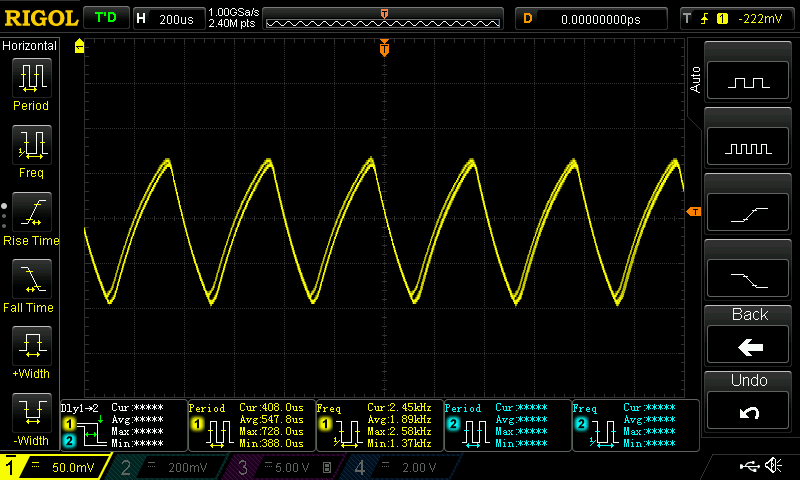 RIGOL T'D H 200us 1.00GSa/s 2.40M pts T D 0.00000000ps T 1 -222mV
Horizontal
Period
Freq
Rise Time
Fall Time
+Width
-Width
T
T
Auto
Back
Undo
Dly1→2 Cur:*****
1 Avg:*****
Max:*****
2 Min:*****
Period Cur:408.0us
1 Avg:547.8us
Max:728.0us
Min:388.0us
Freq Cur:2.45kHz
1 Avg:1.89kHz
Max:2.58kHz
Min:1.37kHz
Period Cur:*****
2 Avg:*****
Max:*****
Min:*****
Freq Cur:*****
2 Avg:*****
Max:*****
Min:*****
1 50.0mV 2 200mV 3 5.00 V B 4 2.00 V